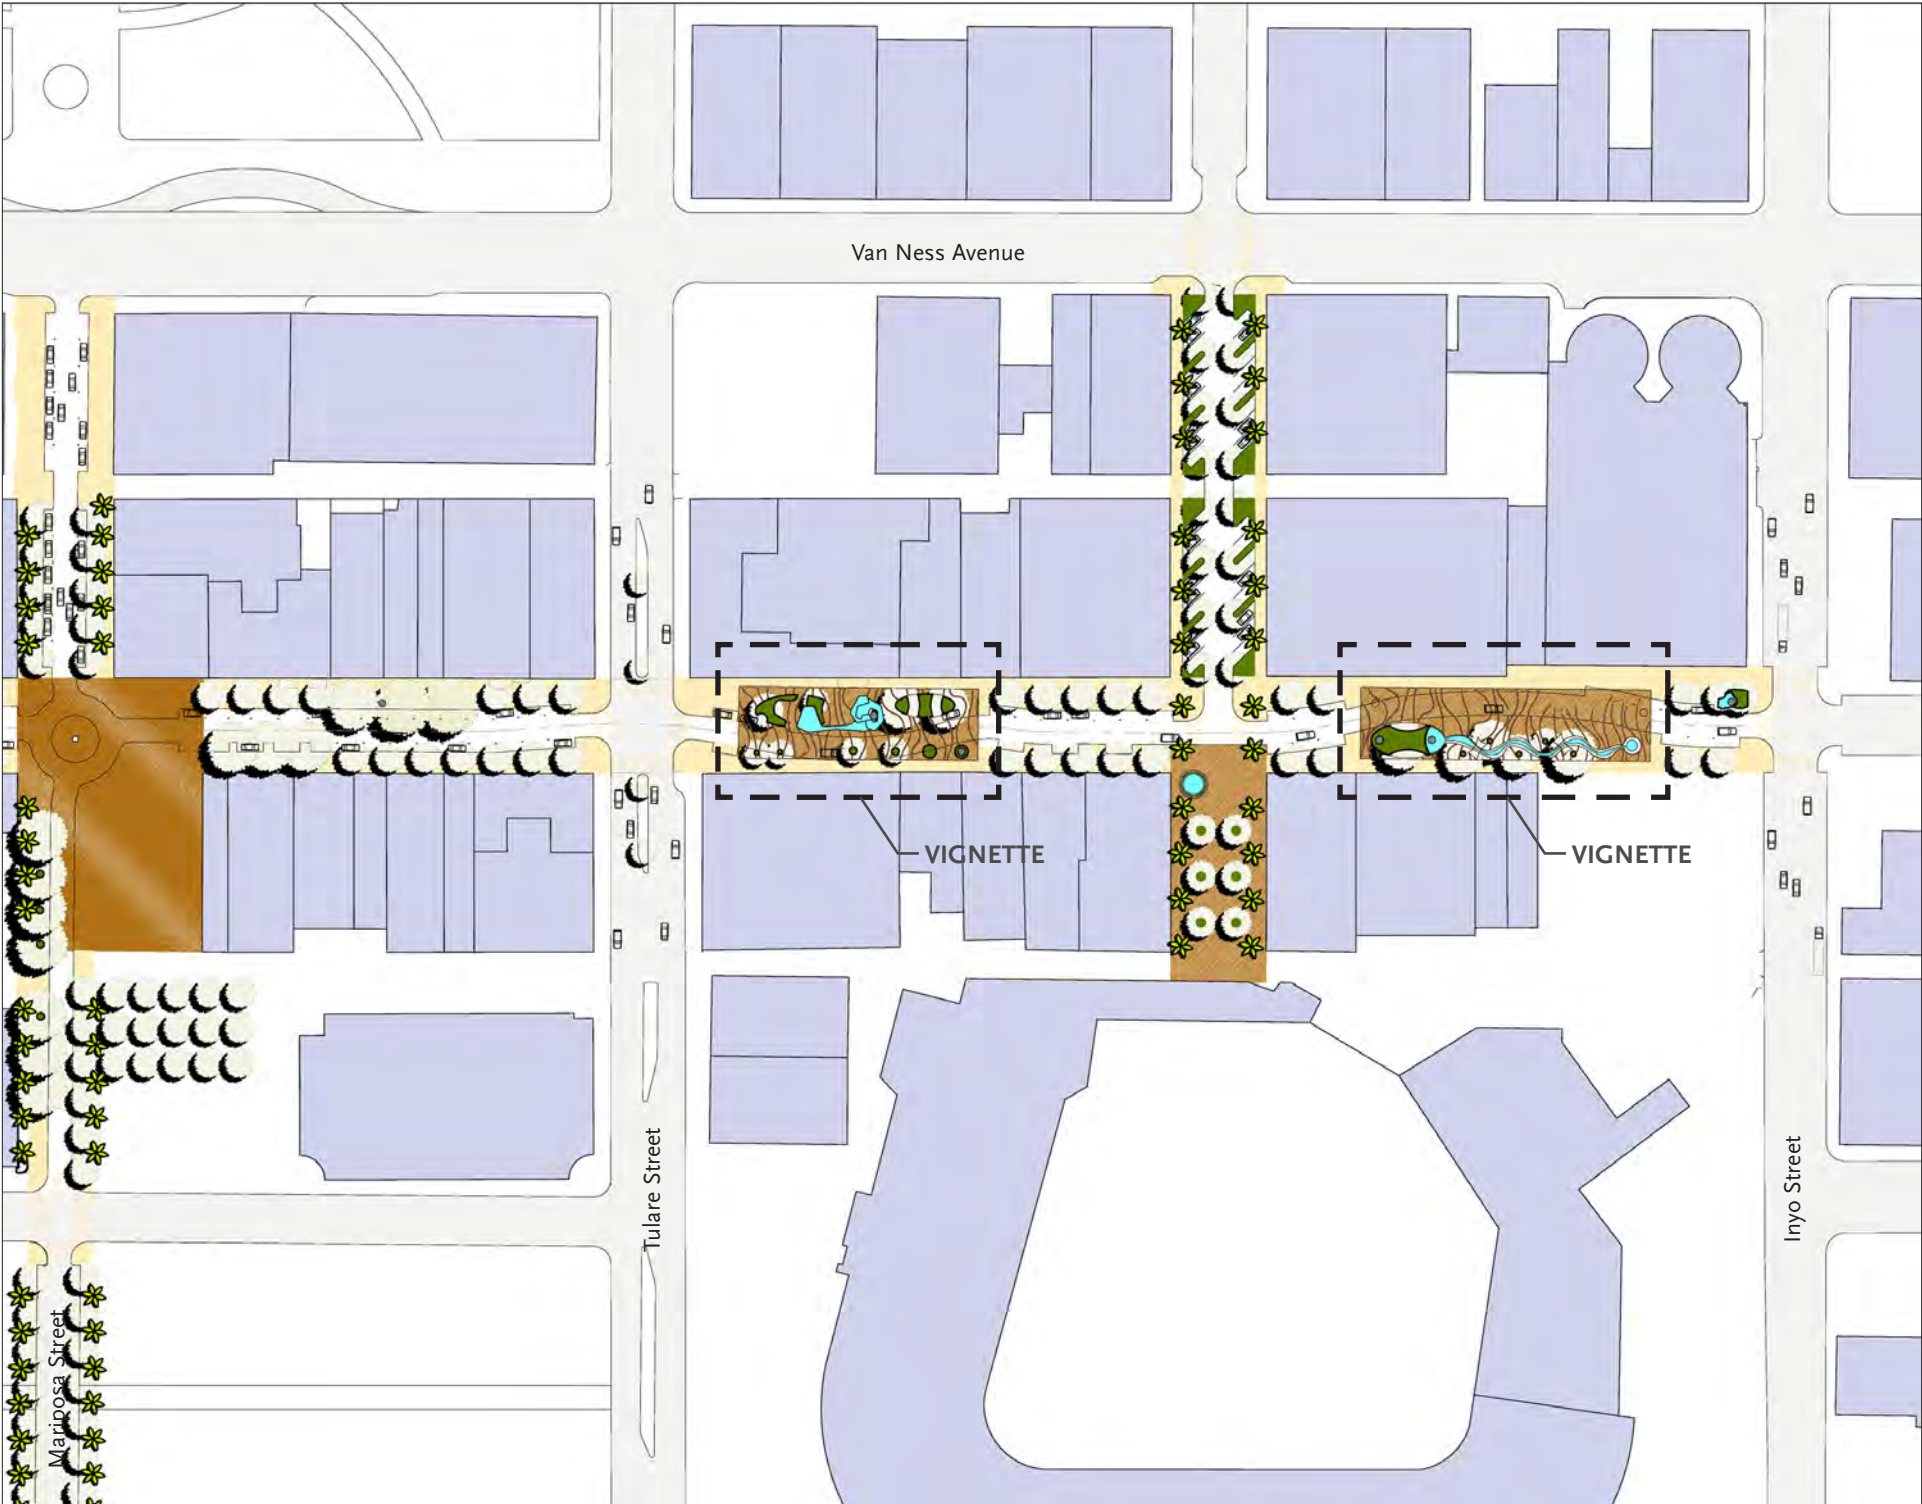 Van Ness Avenue
VIGNETTE
VIGNETTE
Tulare Street
Inyo Street
Mariposa Street